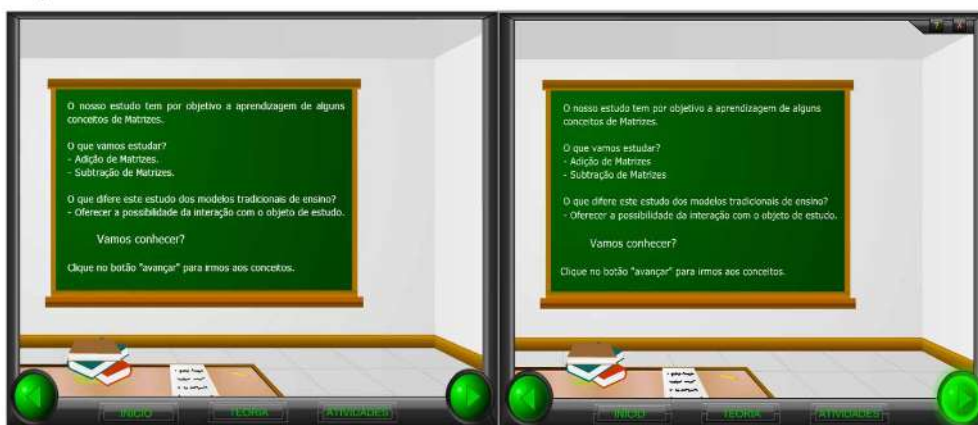 O nosso estudo tem por objetivo a aprendizagem de alguns
conceitos de Matrizes.
O que vamos estudar?
- Adição de Matrizes.
- Subtração de Matrizes.
O que difere este estudo dos modelos tradicionais de ensino?
- Oferecer a possibilidade da interação com o objeto de estudo.
Vamos conhecer?
Clique no botão "avançar" para irmos aos conceitos.
INICIO
TEORIA
ATIVIDADES
? X
O nosso estudo tem por objetivo a aprendizagem de alguns
conceitos de Matrizes.
O que vamos estudar?
- Adição de Matrizes
- Subtração de Matrizes
O que difere este estudo dos modelos tradicionais de ensino?
- Oferecer a possibilidade da interação com o objeto de estudo.
Vamos conhecer?
Clique no botão "avançar" para irmos aos conceitos.
INÍCIO
TEORIA
ATIVIDADES